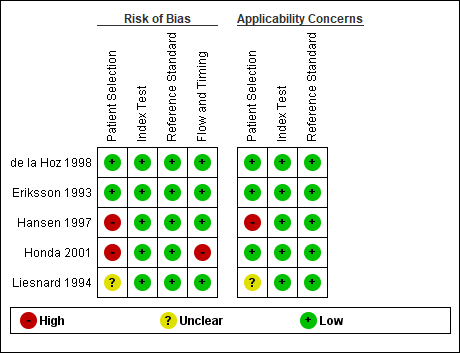 Risk of Bias Applicability Concerns
Patient Selection
Index Test
Reference Standard
Flow and Timing
Patient Selection
Index Test
Reference Standard
de la Hoz 1998 + + + + + + +
Eriksson 1993 + + + + + + +
Hansen 1997 - + + + - + +
Honda 2001 - + + - + + +
Liesnard 1994 ? + + + ? + +
- High ? Unclear + Low